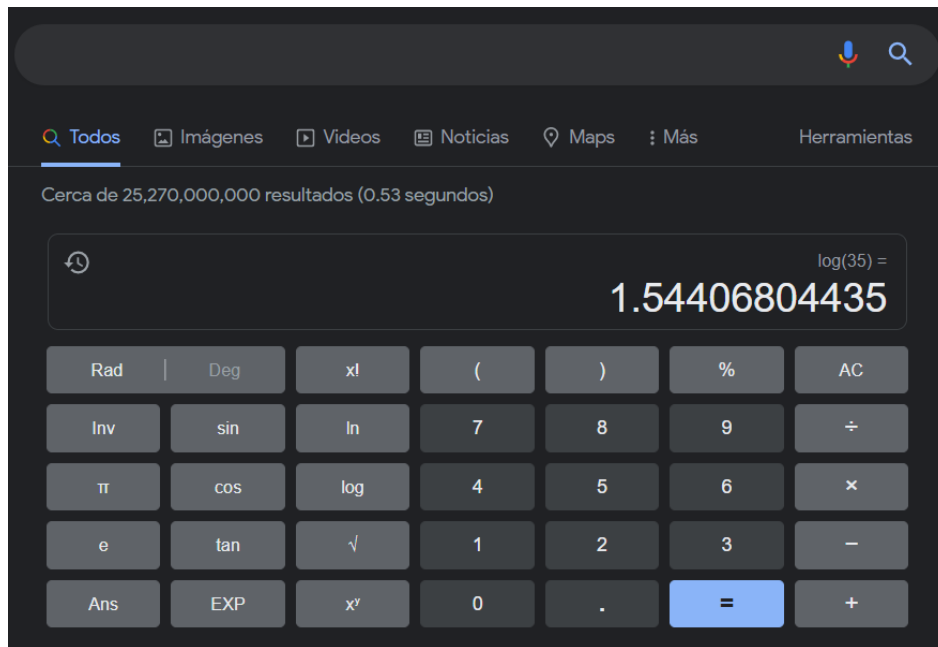 Todos Imágenes Videos Noticias Maps Más Herramientas
Cerca de 25,270,000,000 resultados (0.53 segundos)
log(35) =
1.54406804435
Rad | Deg x! ( ) % AC
Inv sin ln 7 8 9 ÷
π cos log 4 5 6 ×
e tan √ 1 2 3 −
Ans EXP xʸ 0 . = +